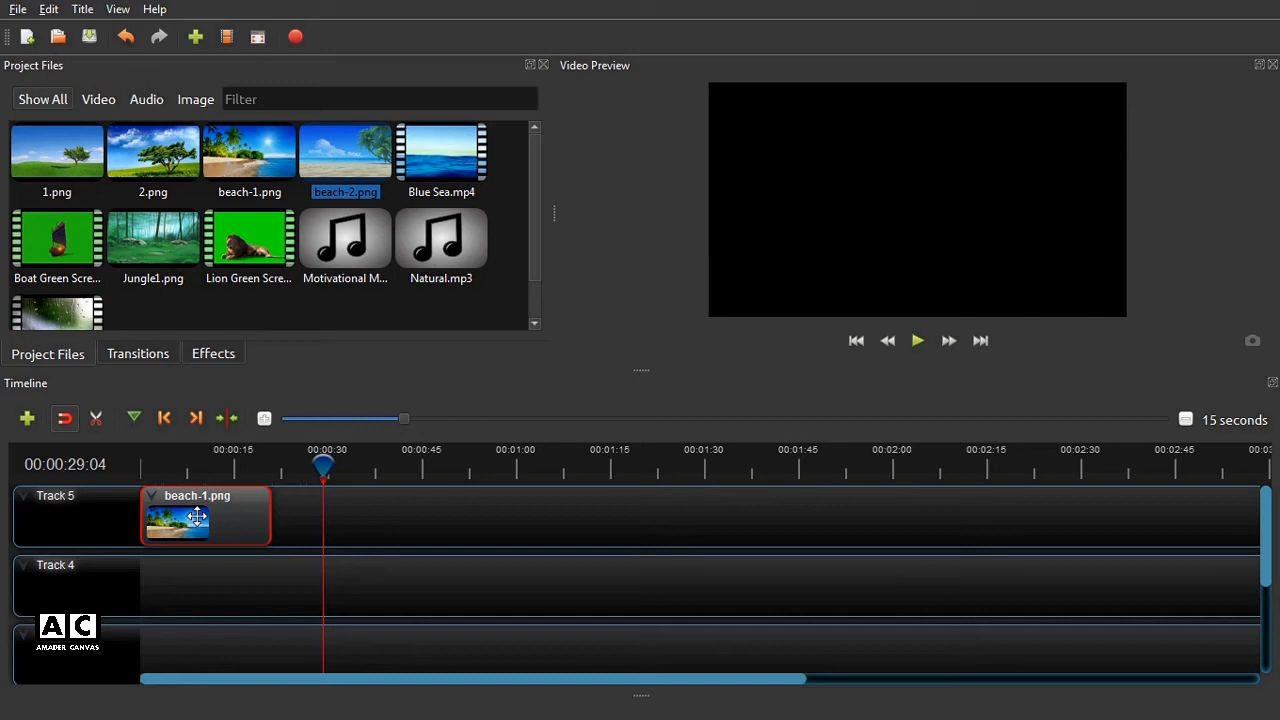 File Edit Title View Help
Project Files
Video Preview
Show All Video Audio Image Filter
1.png 2.png beach-1.png beach-2.png Blue Sea.mp4
Boat Green Scre... Jungle1.png Lion Green Scre... Motivational M... Natural.mp3
Project Files Transitions Effects
Timeline
15 seconds
00:00:29:04
00:00:15 00:00:30 00:00:45 00:01:00 00:01:15 00:01:30 00:01:45 00:02:00 00:02:15 00:02:30 00:02:45 00:03
Track 5 beach-1.png
Track 4
AC
AMADER CANVAS